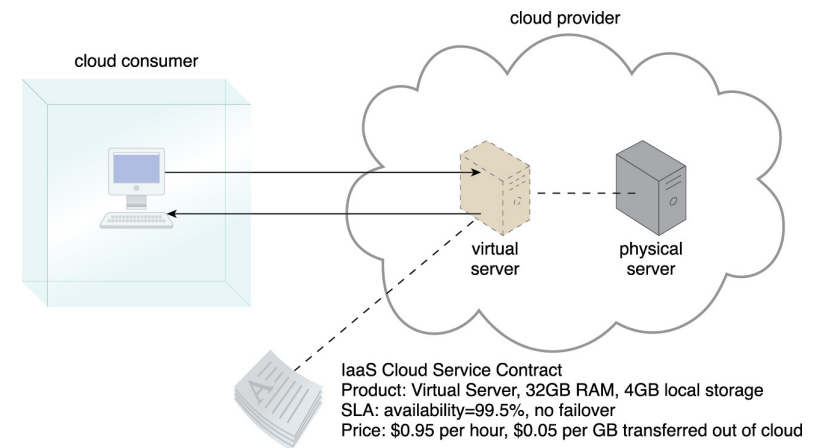 cloud provider
cloud consumer
virtual
server
physical
server
A
IaaS Cloud Service Contract
Product: Virtual Server, 32GB RAM, 4GB local storage
SLA: availability=99.5%, no failover
Price: $0.95 per hour, $0.05 per GB transferred out of cloud